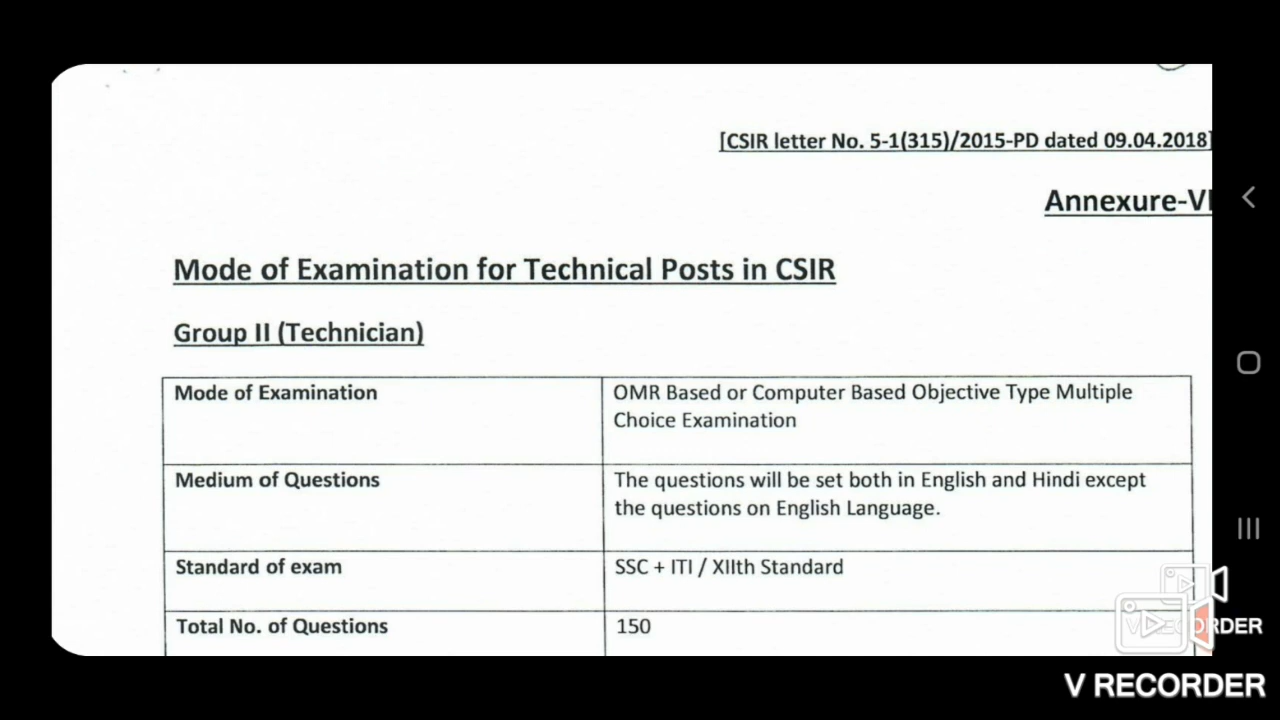 [CSIR letter No. 5-1(315)/2015-PD dated 09.04.2018]
Annexure-VI
Mode of Examination for Technical Posts in CSIR
Group II (Technician)
Mode of Examination
OMR Based or Computer Based Objective Type Multiple
Choice Examination
Medium of Questions
The questions will be set both in English and Hindi except
the questions on English Language.
Standard of exam
SSC + ITI / XIIth Standard
Total No. of Questions
150
RDER
V RECORDER